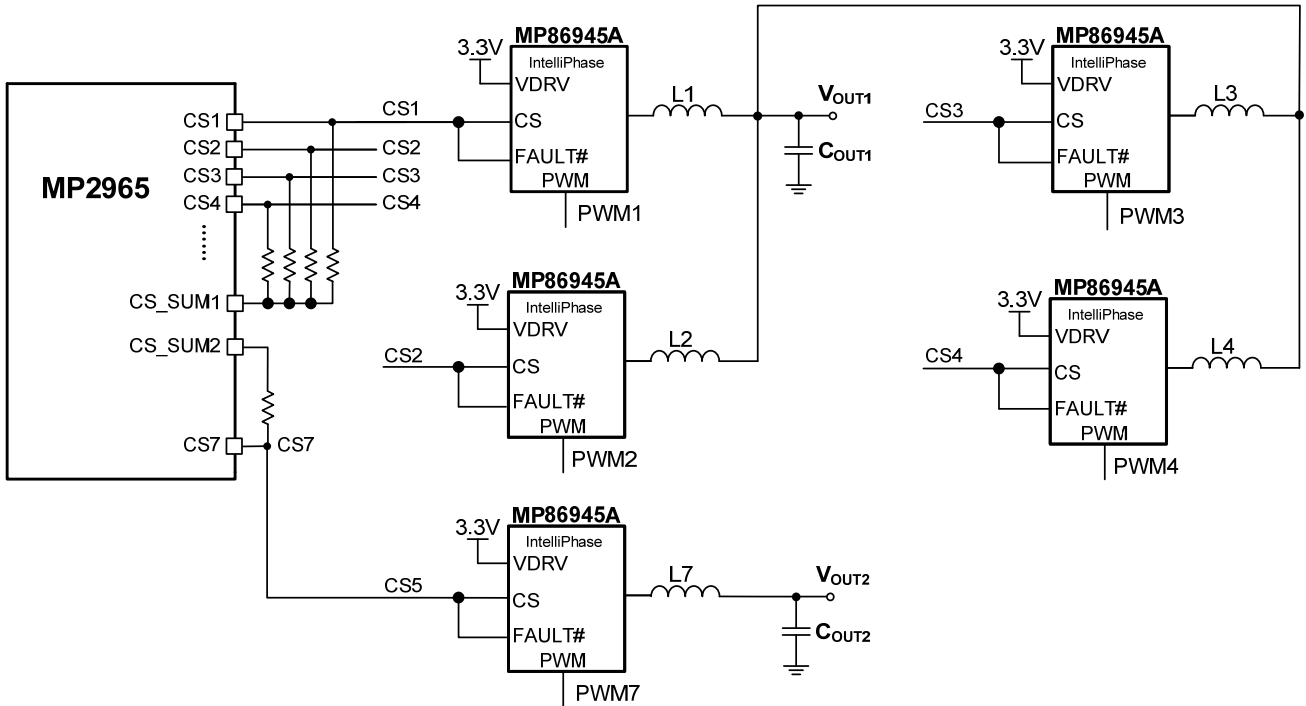 MP2965
CS1
CS2
CS3
CS4
CS_SUM1
CS_SUM2
CS7
CS7
CS1
CS2
CS3
CS4
MP86945A
3.3V
IntelliPhase
VDRV
CS
FAULT#
PWM
PWM1
L1
VOUT1
COUT1
MP86945A
3.3V
IntelliPhase
VDRV
CS3
CS
FAULT#
PWM
PWM3
L3
MP86945A
3.3V
IntelliPhase
VDRV
CS2
CS
FAULT#
PWM
PWM2
L2
MP86945A
3.3V
IntelliPhase
VDRV
CS4
CS
FAULT#
PWM
PWM4
L4
MP86945A
3.3V
IntelliPhase
VDRV
CS5
CS
FAULT#
PWM
PWM7
L7
VOUT2
COUT2